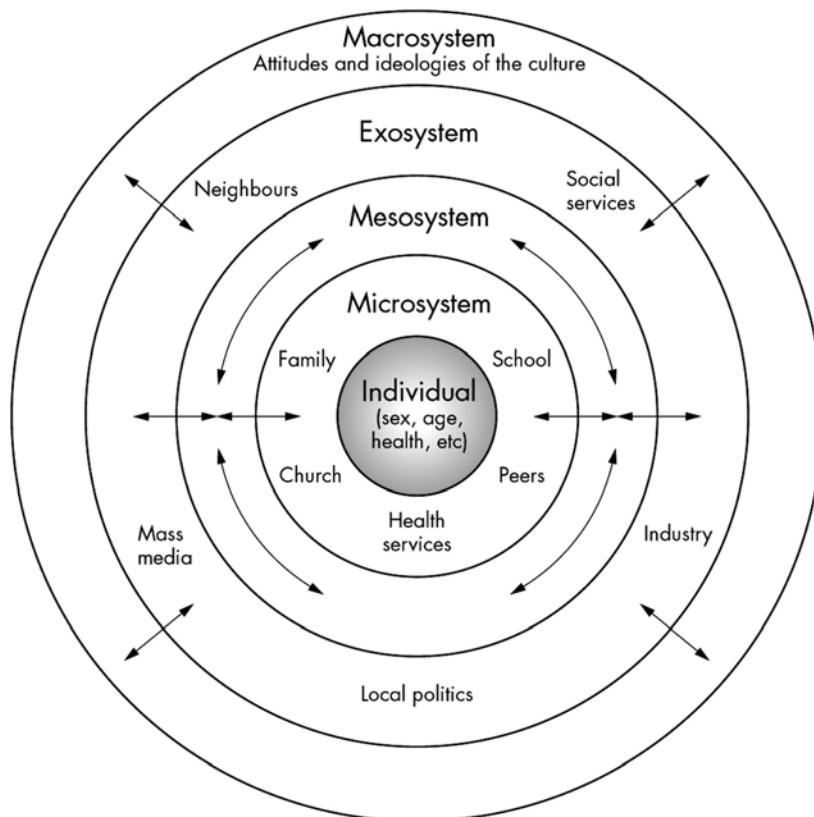 Macrosystem
Attitudes and ideologies of the culture
Exosystem
Neighbours
Social
services
Mesosystem
Microsystem
Family
School
Individual
(sex, age,
health, etc)
Church
Peers
Health
services
Mass
media
Industry
Local politics